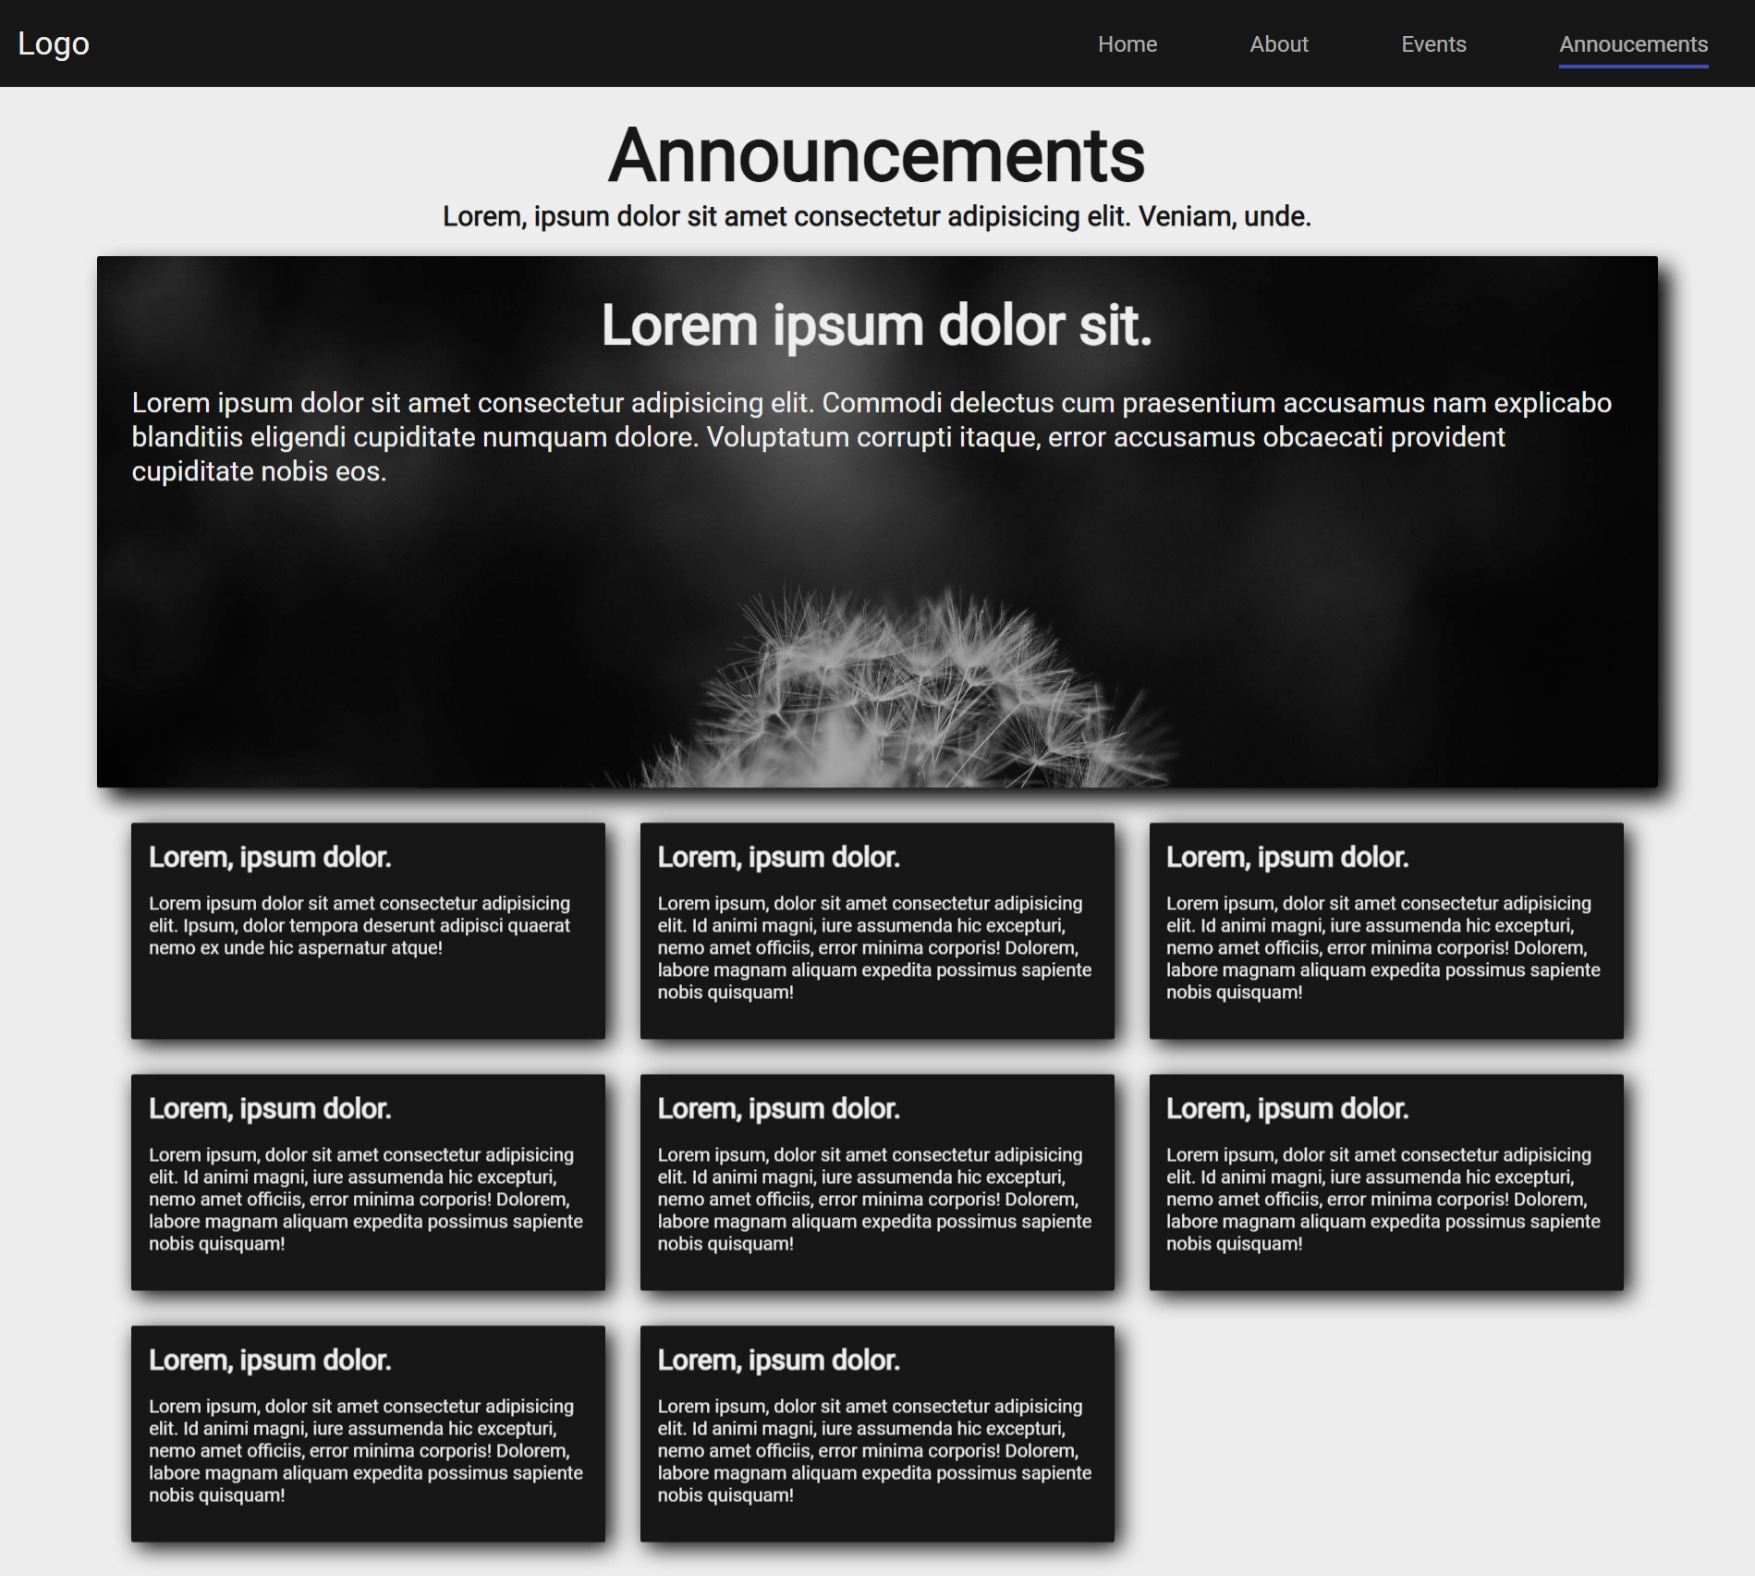 Logo
Home
About
Events
Annoucements
Announcements
Lorem, ipsum dolor sit amet consectetur adipisicing elit. Veniam, unde.
Lorem ipsum dolor sit.
Lorem ipsum dolor sit amet consectetur adipisicing elit. Commodi delectus cum praesentium accusamus nam explicabo
blanditiis eligendi cupiditate numquam dolore. Voluptatum corrupti itaque, error accusamus obcaecati provident
cupiditate nobis eos.
Lorem, ipsum dolor.
Lorem ipsum dolor sit amet consectetur adipisicing
elit. Ipsum, dolor tempora deserunt adipisci quaerat
nemo ex unde hic aspernatur atque!
Lorem, ipsum dolor.
Lorem ipsum, dolor sit amet consectetur adipisicing
elit. Id animi magni, iure assumenda hic excepturi,
nemo amet officiis, error minima corporis! Dolorem,
labore magnam aliquam expedita possimus sapiente
nobis quisquam!
Lorem, ipsum dolor.
Lorem ipsum, dolor sit amet consectetur adipisicing
elit. Id animi magni, iure assumenda hic excepturi,
nemo amet officiis, error minima corporis! Dolorem,
labore magnam aliquam expedita possimus sapiente
nobis quisquam!
Lorem, ipsum dolor.
Lorem ipsum, dolor sit amet consectetur adipisicing
elit. Id animi magni, iure assumenda hic excepturi,
nemo amet officiis, error minima corporis! Dolorem,
labore magnam aliquam expedita possimus sapiente
nobis quisquam!
Lorem, ipsum dolor.
Lorem ipsum, dolor sit amet consectetur adipisicing
elit. Id animi magni, iure assumenda hic excepturi,
nemo amet officiis, error minima corporis! Dolorem,
labore magnam aliquam expedita possimus sapiente
nobis quisquam!
Lorem, ipsum dolor.
Lorem ipsum, dolor sit amet consectetur adipisicing
elit. Id animi magni, iure assumenda hic excepturi,
nemo amet officiis, error minima corporis! Dolorem,
labore magnam aliquam expedita possimus sapiente
nobis quisquam!
Lorem, ipsum dolor.
Lorem ipsum, dolor sit amet consectetur adipisicing
elit. Id animi magni, iure assumenda hic excepturi,
nemo amet officiis, error minima corporis! Dolorem,
labore magnam aliquam expedita possimus sapiente
nobis quisquam!
Lorem, ipsum dolor.
Lorem ipsum, dolor sit amet consectetur adipisicing
elit. Id animi magni, iure assumenda hic excepturi,
nemo amet officiis, error minima corporis! Dolorem,
labore magnam aliquam expedita possimus sapiente
nobis quisquam!